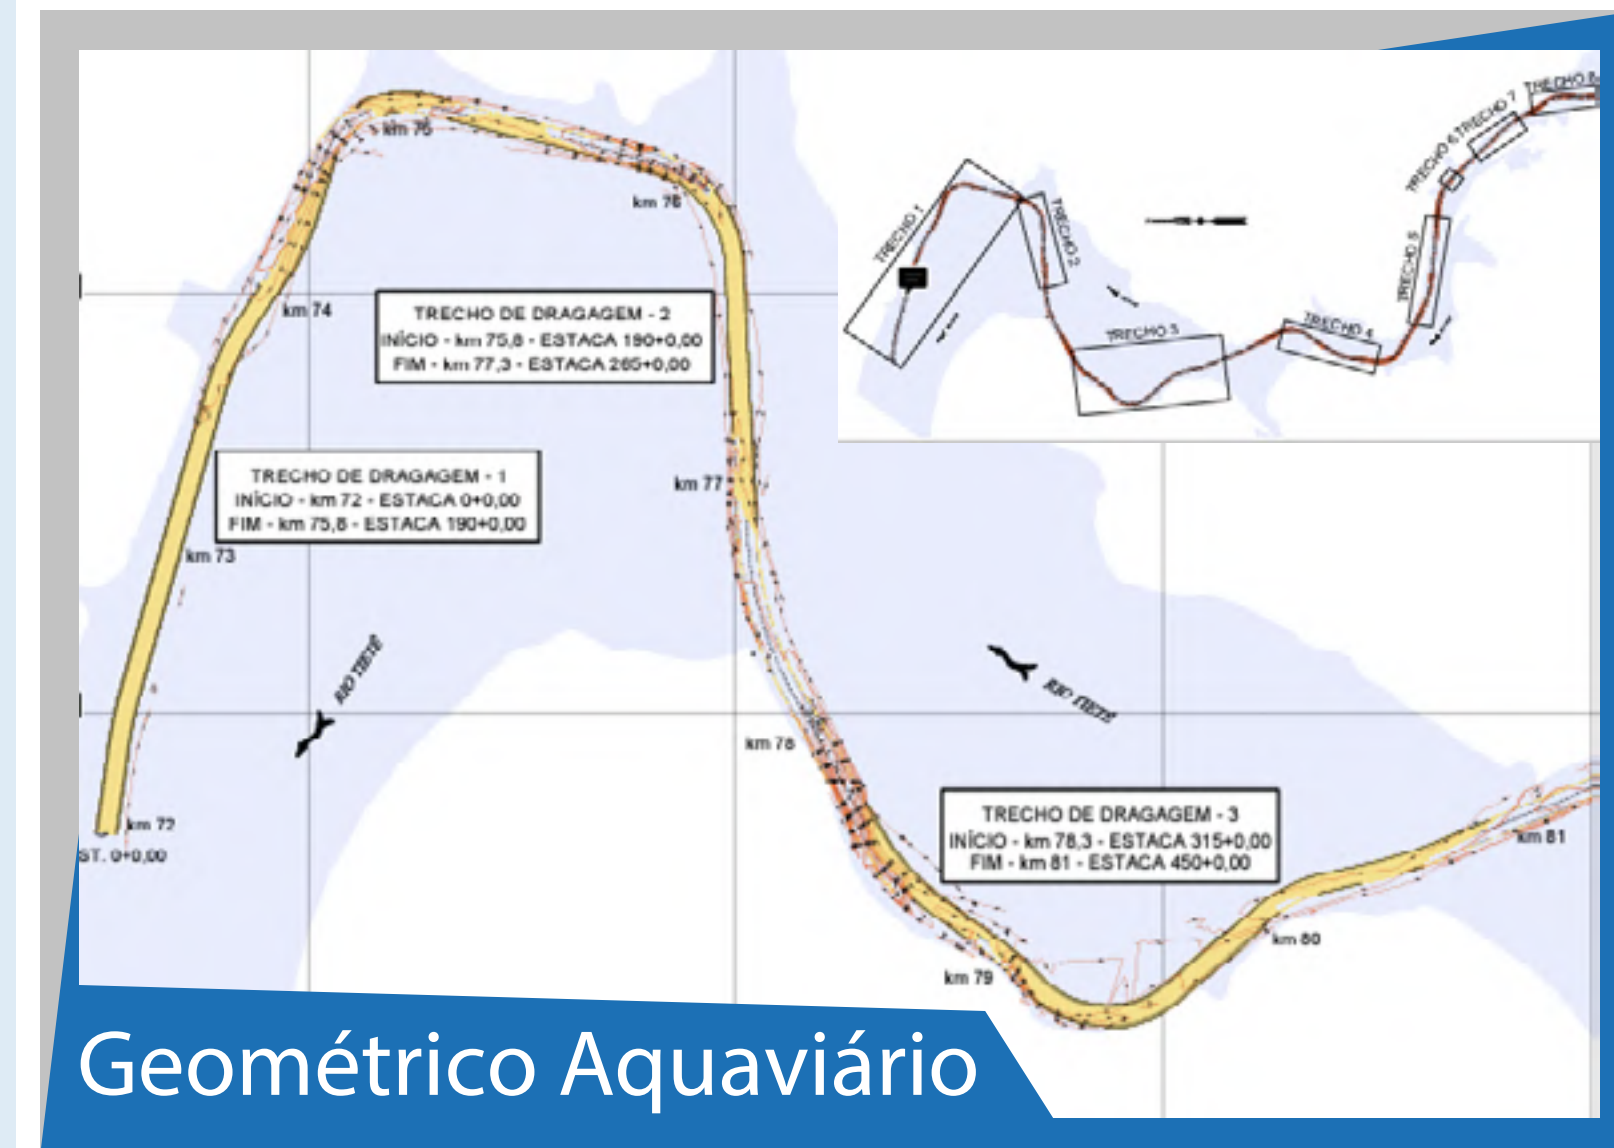 km 75
km 76
km 74
TRECHO DE DRAGAGEM - 2
INÍCIO - km 75,8 - ESTACA 190+0,00
FIM - km 77,3 - ESTACA 265+0,00
TRECHO DE DRAGAGEM - 1
INÍCIO - km 72 - ESTACA 0+0,00
FIM - km 75,8 - ESTACA 190+0,00
km 77
km 73
RIO TIETÊ
RIO TIETÊ
km 78
TRECHO DE DRAGAGEM - 3
INÍCIO - km 78,3 - ESTACA 315+0,00
FIM - km 81 - ESTACA 450+0,00
km 72
ST. 0+0,00
km 81
km 80
km 79
TRECHO 1
TRECHO 2
TRECHO 3
TRECHO 4
TRECHO 5
TRECHO 6
TRECHO 7
TRECHO 8
Geométrico Aquaviário